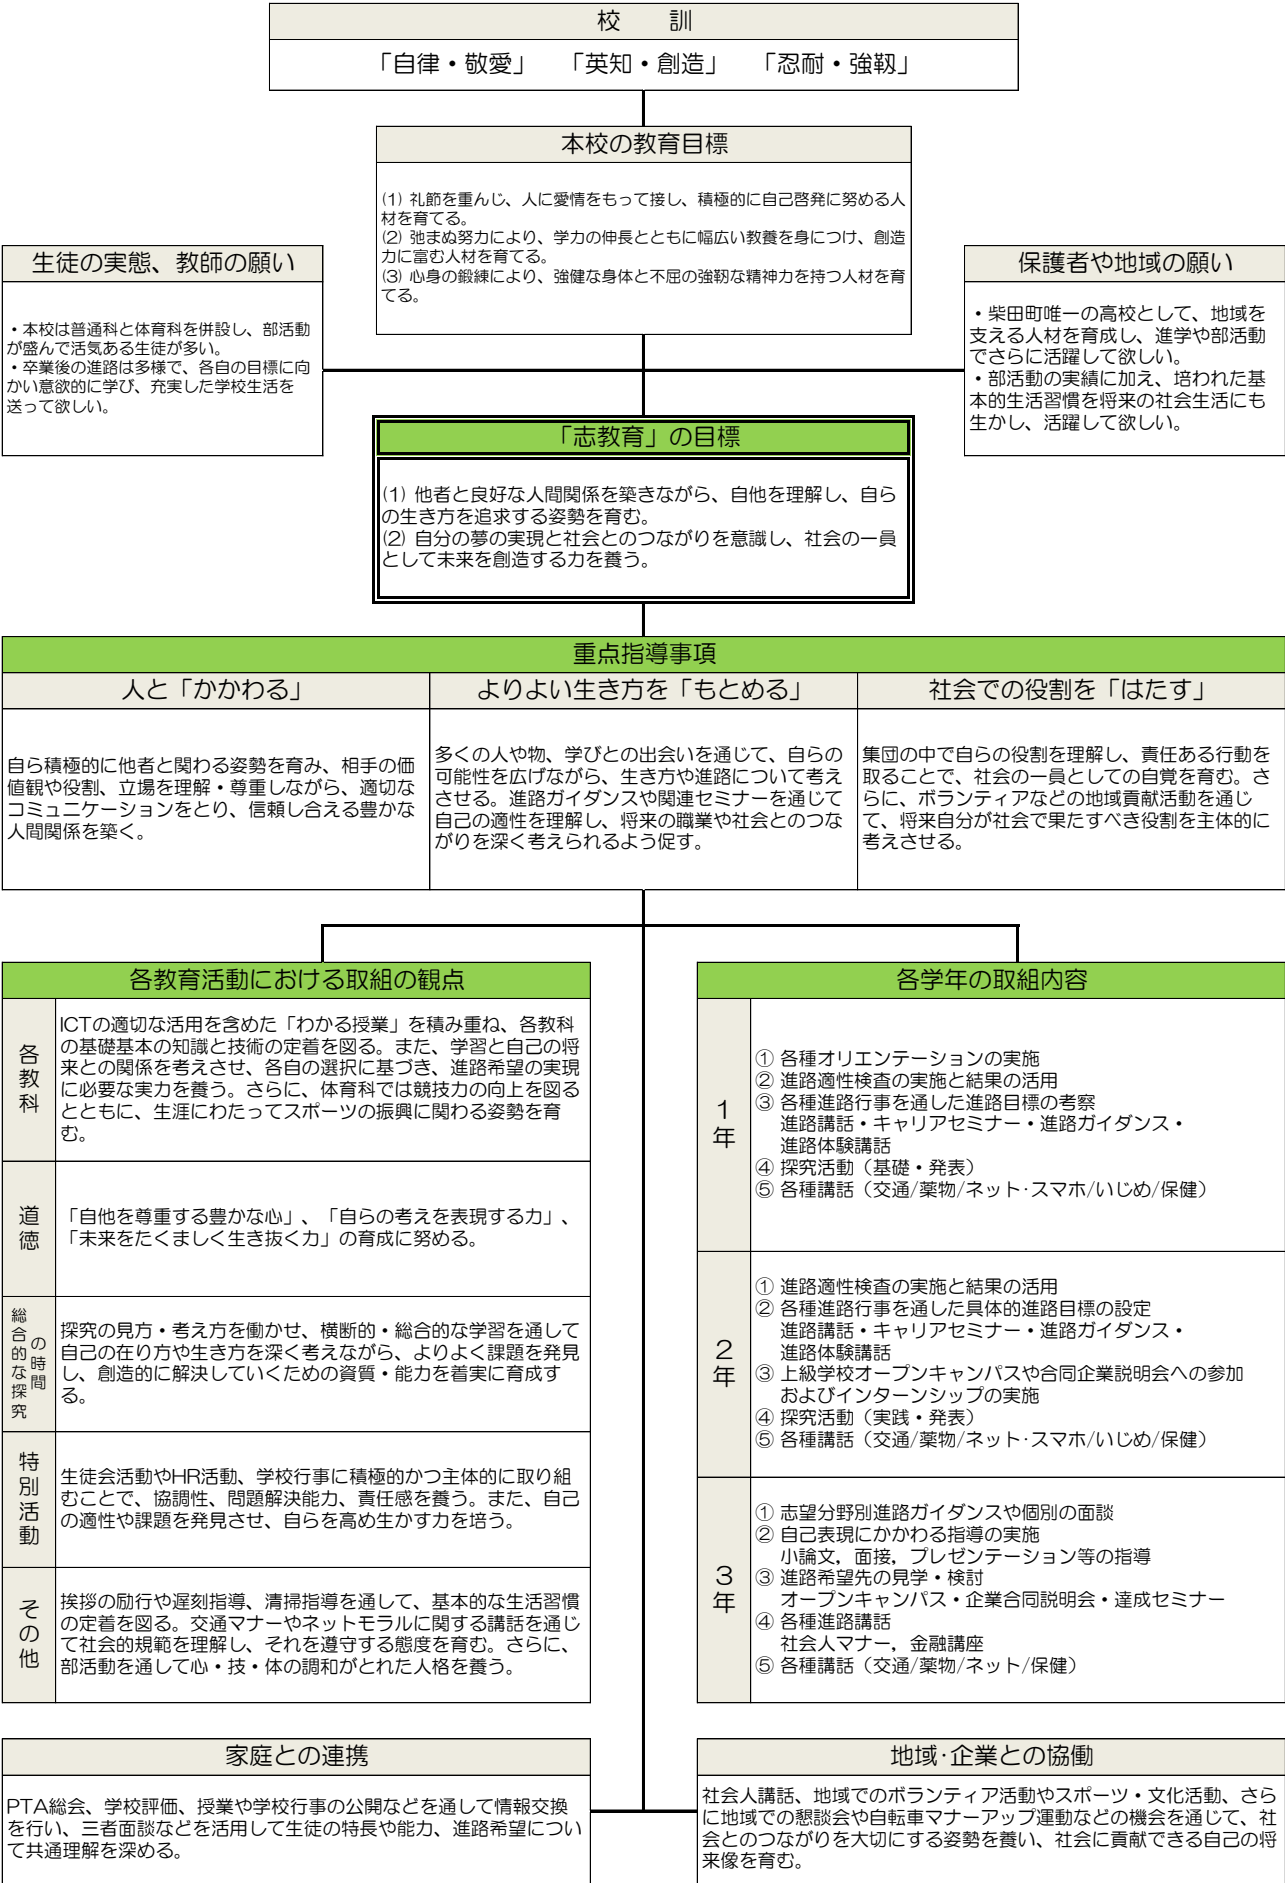 校　　訓
「自律・敬愛」　「英知・創造」　「忍耐・強靱」
本校の教育目標
(1) 礼節を重んじ、人に愛情をもって接し、積極的に自己啓発に努める人
材を育てる。
(2) 弛まぬ努力により、学力の伸長とともに幅広い教養を身につけ、創造
力に富む人材を育てる。
(3) 心身の鍛練により、強健な身体と不屈の強靭な精神力を持つ人材を育
てる。
生徒の実態、教師の願い
・本校は普通科と体育科を併設し、部活動
が盛んで活気ある生徒が多い。
・卒業後の進路は多様で、各自の目標に向
かい意欲的に学び、充実した学校生活を
送って欲しい。
保護者や地域の願い
・柴田町唯一の高校として、地域を
支える人材を育成し、進学や部活動
でさらに活躍して欲しい。
・部活動の実績に加え、培われた基
本的生活習慣を将来の社会生活にも
生かし、活躍して欲しい。
「志教育」の目標
(1) 他者と良好な人間関係を築きながら、自他を理解し、自ら
の生き方を追求する姿勢を育む。
(2) 自分の夢の実現と社会とのつながりを意識し、社会の一員
として未来を創造する力を養う。
重点指導事項
人と「かかわる」
自ら積極的に他者と関わる姿勢を育み、相手の価
値観や役割、立場を理解・尊重しながら、適切な
コミュニケーションをとり、信頼し合える豊かな
人間関係を築く。
よりよい生き方を「もとめる」
多くの人や物、学びとの出会いを通じて、自らの
可能性を広げながら、生き方や進路について考え
させる。進路ガイダンスや関連セミナーを通じて
自己の適性を理解し、将来の職業や社会とのつな
がりを深く考えられるよう促す。
社会での役割を「はたす」
集団の中で自らの役割を理解し、責任ある行動を
取ることで、社会の一員としての自覚を育む。さ
らに、ボランティアなどの地域貢献活動を通じ
て、将来自分が社会で果たすべき役割を主体的に
考えさせる。
各教育活動における取組の観点
各教科
ICTの適切な活用を含めた「わかる授業」を積み重ね、各教科
の基礎基本の知識と技術の定着を図る。また、学習と自己の将
来との関係を考えさせ、各自の選択に基づき、進路希望の実現
に必要な実力を養う。さらに、体育科では競技力の向上を図る
とともに、生涯にわたってスポーツの振興に関わる姿勢を育
む。
道徳
「自他を尊重する豊かな心」、「自らの考えを表現する力」、
「未来をたくましく生き抜く力」の育成に努める。
総合的な探究
の時間
探究の見方・考え方を働かせ、横断的・総合的な学習を通して
自己の在り方や生き方を深く考えながら、よりよく課題を発見
し、創造的に解決していくための資質・能力を着実に育成す
る。
特別活動
生徒会活動やHR活動、学校行事に積極的かつ主体的に取り組
むことで、協調性、問題解決能力、責任感を養う。また、自己
の適性や課題を発見させ、自らを高め生かす力を培う。
その他
挨拶の励行や遅刻指導、清掃指導を通して、基本的な生活習慣
の定着を図る。交通マナーやネットモラルに関する講話を通じ
て社会的規範を理解し、それを遵守する態度を育む。さらに、
部活動を通して心・技・体の調和がとれた人格を養う。
各学年の取組内容
1年
① 各種オリエンテーションの実施
② 進路適性検査の実施と結果の活用
③ 各種進路行事を通した進路目標の考察
進路講話・キャリアセミナー・進路ガイダンス・
進路体験講話
④ 探究活動（基礎・発表）
⑤ 各種講話（交通/薬物/ネット・スマホ/いじめ/保健）
2年
① 進路適性検査の実施と結果の活用
② 各種進路行事を通した具体的進路目標の設定
進路講話・キャリアセミナー・進路ガイダンス・
進路体験講話
③ 上級学校オープンキャンパスや合同企業説明会への参加
およびインターンシップの実施
④ 探究活動（実践・発表）
⑤ 各種講話（交通/薬物/ネット・スマホ/いじめ/保健）
3年
① 志望分野別進路ガイダンスや個別の面談
② 自己表現にかかわる指導の実施
小論文，面接，プレゼンテーション等の指導
③ 進路希望先の見学・検討
オープンキャンパス・企業合同説明会・達成セミナー
④ 各種進路講話
社会人マナー，金融講座
⑤ 各種講話（交通/薬物/ネット/保健）
家庭との連携
PTA総会、学校評価、授業や学校行事の公開などを通して情報交換
を行い、三者面談などを活用して生徒の特長や能力、進路希望につい
て共通理解を深める。
地域・企業との協働
社会人講話、地域でのボランティア活動やスポーツ・文化活動、さら
に地域での懇談会や自転車マナーアップ運動などの機会を通じて、社
会とのつながりを大切にする姿勢を養い、社会に貢献できる自己の将
来像を育む。